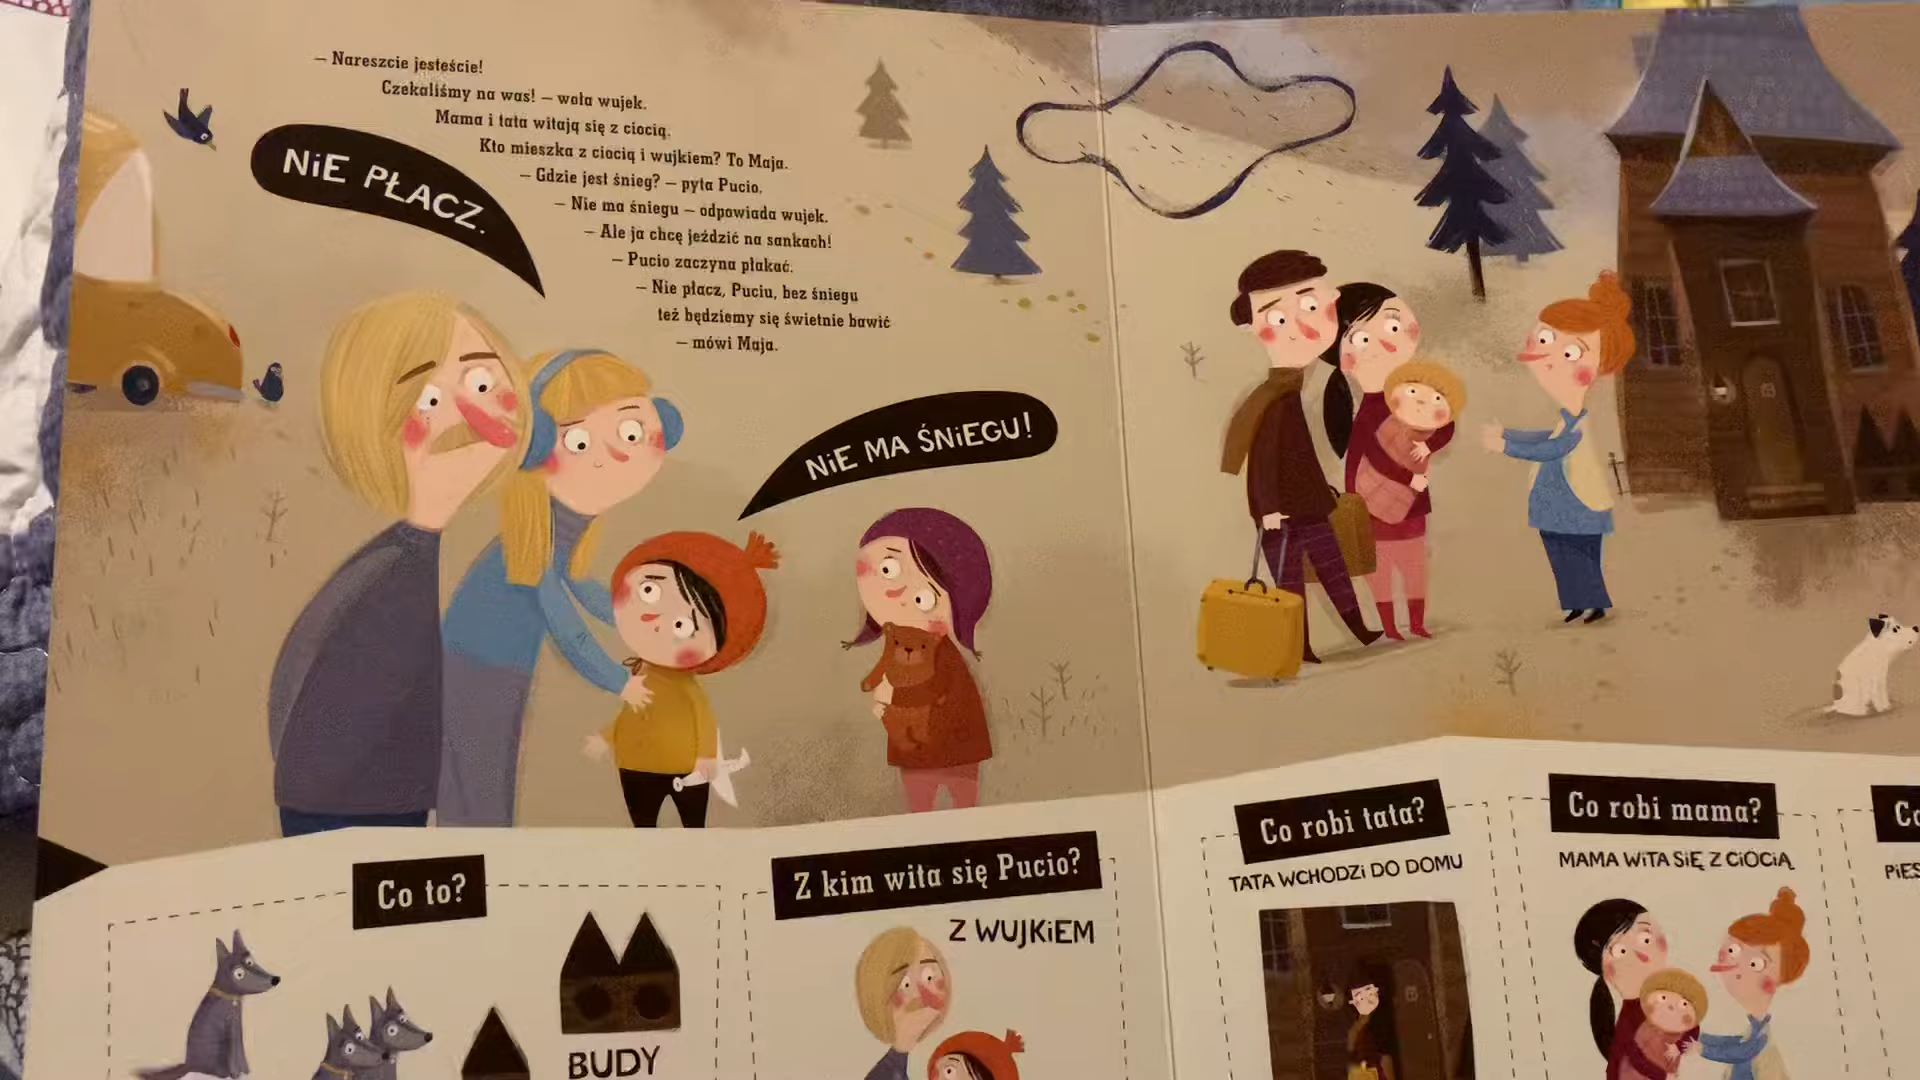 – Nareszcie jesteście!
Czekaliśmy na was! – woła wujek.
Mama i tata witają się z ciocią.
Kto mieszka z ciocią i wujkiem? To Maja.
– Gdzie jest śnieg? – pyta Pucio.
– Nie ma śniegu – odpowiada wujek.
– Ale ja chcę jeździć na sankach!
– Pucio zaczyna płakać.
– Nie płacz, Puciu, bez śniegu
też będziemy się świetnie bawić
– mówi Maja.
NiE PŁACZ.
NiE MA ŚNiEGU!
Co to?
BUDY
Z kim wita się Pucio?
Z WUJKiEM
Co robi tata?
TATA WCHODZi DO DOMU
Co robi mama?
MAMA WiTA SiĘ Z CiOCiĄ
Co
PiES